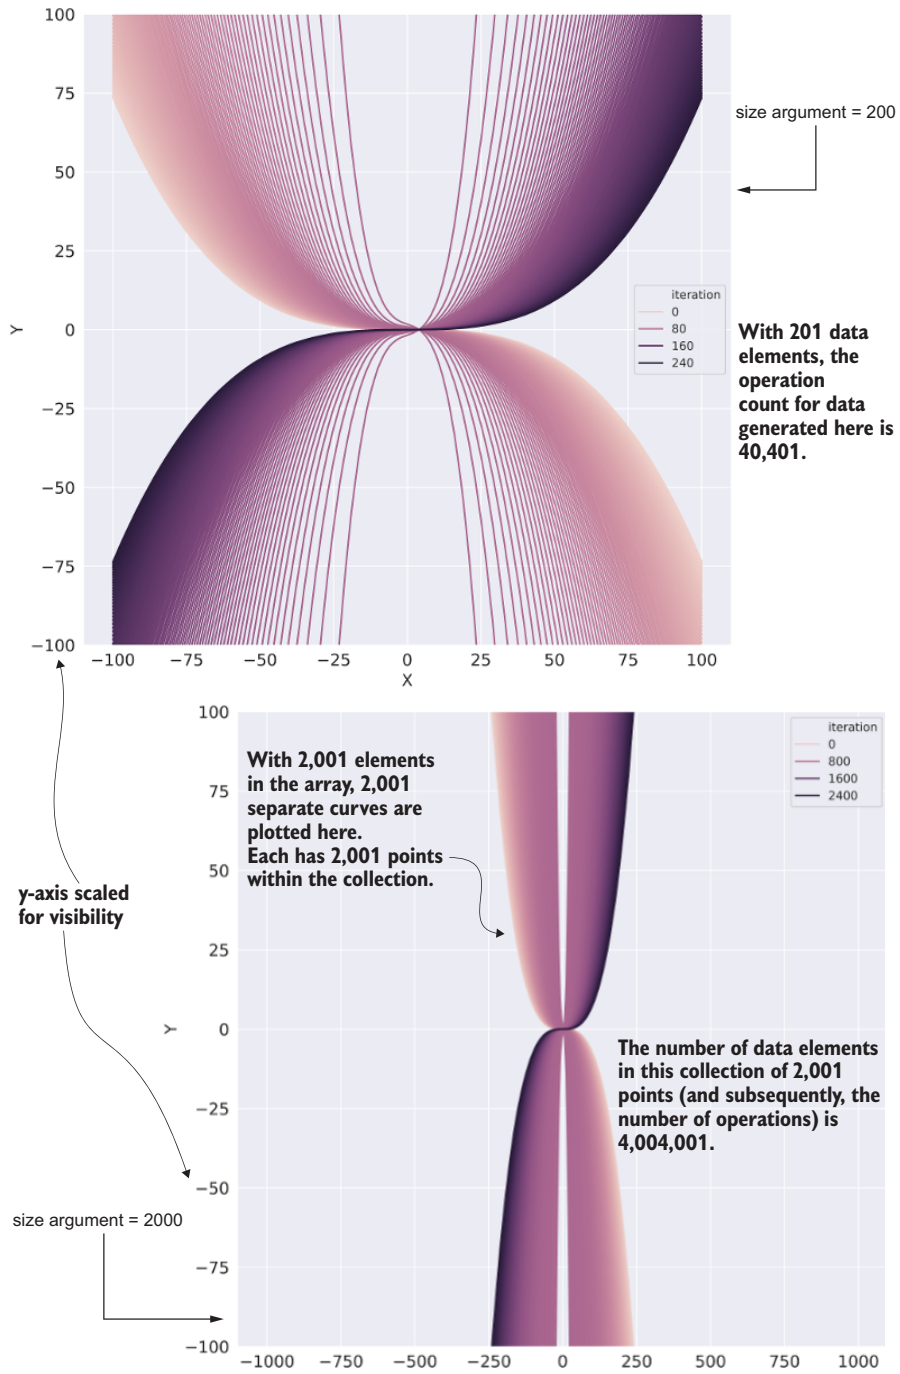 100
75
50
25
0
−25
−50
−75
−100
Y
−100
−75
−50
−25
0
25
50
75
100
X
iteration
0
80
160
240
size argument = 200
With 201 data
elements, the
operation
count for data
generated here is
40,401.
100
75
50
25
0
−25
−50
−75
−100
Y
−1000
−750
−500
−250
0
250
500
750
1000
iteration
0
800
1600
2400
With 2,001 elements
in the array, 2,001
separate curves are
plotted here.
Each has 2,001 points
within the collection.
y-axis scaled
for visibility
The number of data elements
in this collection of 2,001
points (and subsequently, the
number of operations) is
4,004,001.
size argument = 2000